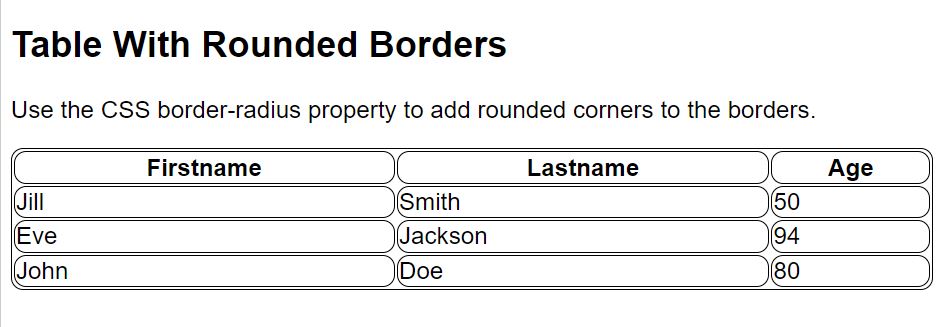 Table With Rounded Borders
Use the CSS border-radius property to add rounded corners to the borders.
Firstname Lastname Age
Jill Smith 50
Eve Jackson 94
John Doe 80